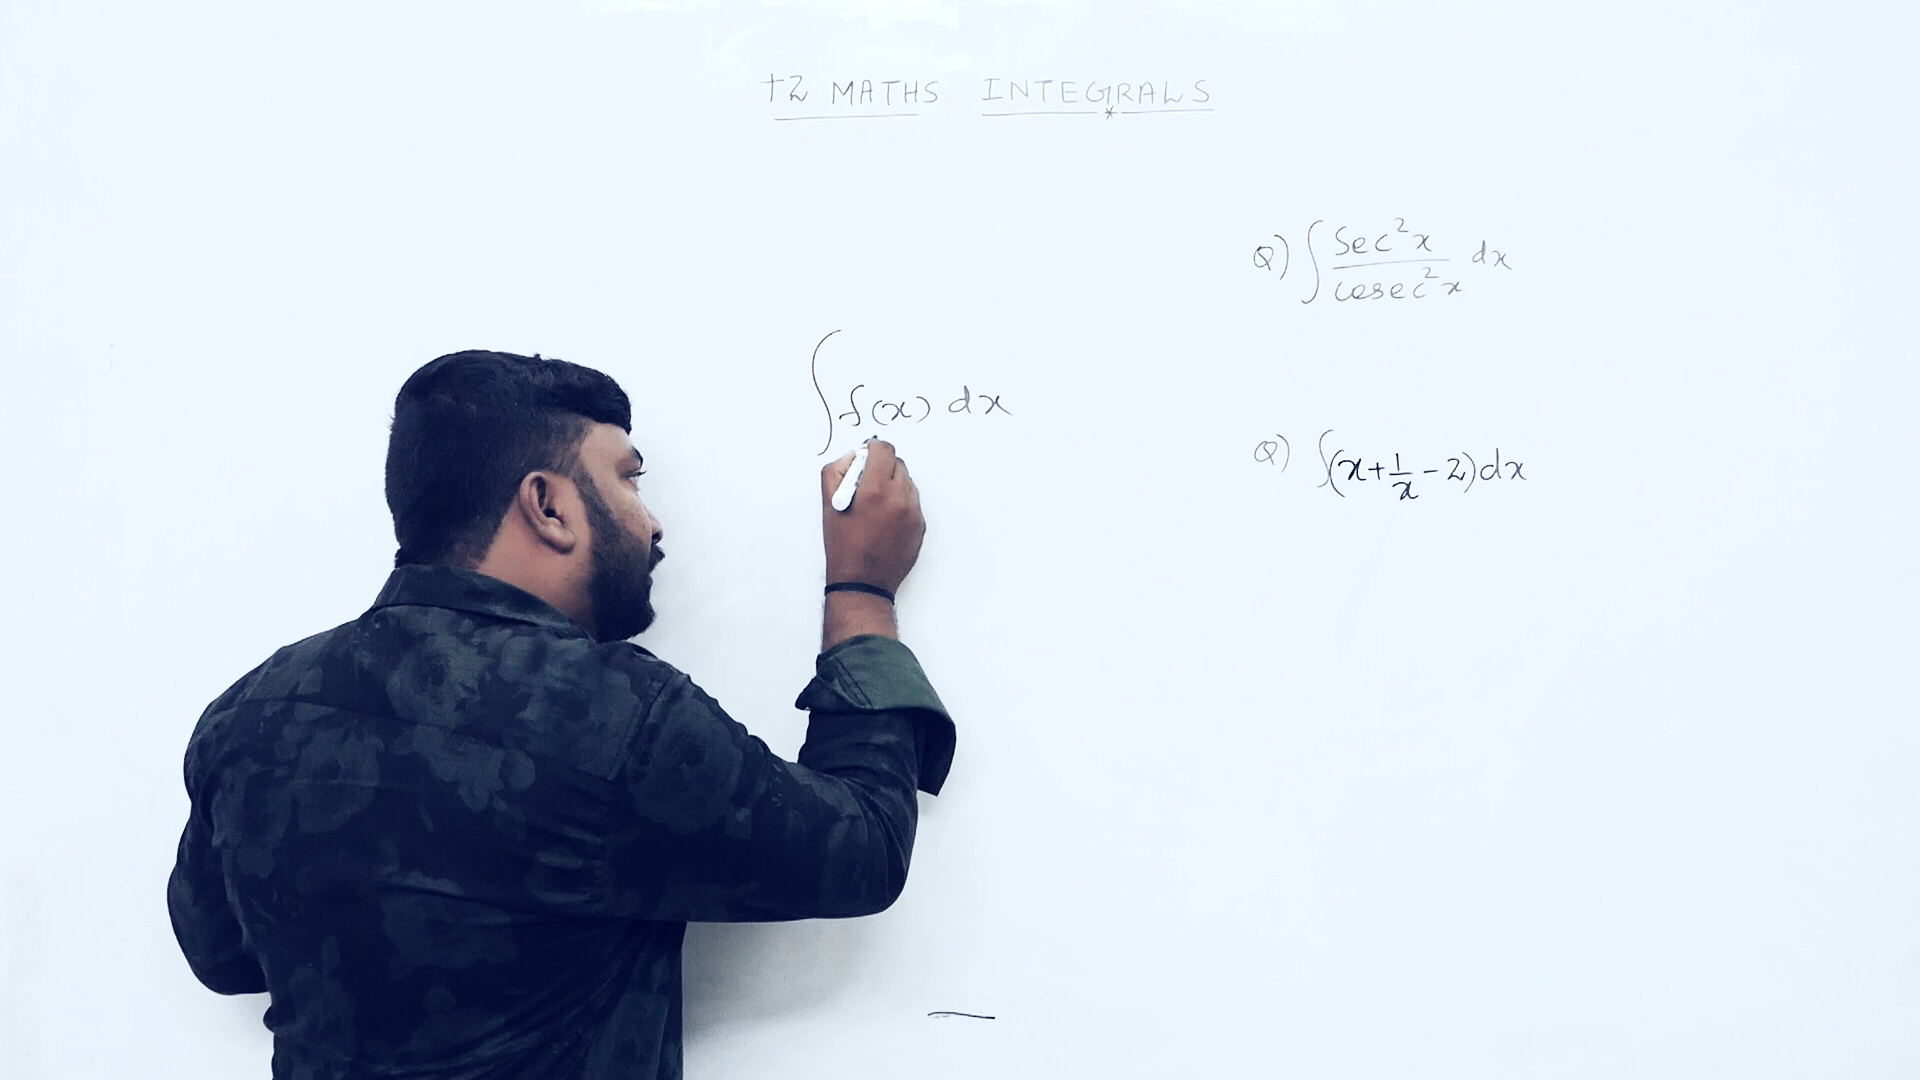 +2 MATHS INTEGRALS
Q) ∫ Sec²x / cosec²x dx
∫ f(x) dx
Q) ∫(x + 1/x - 2) dx